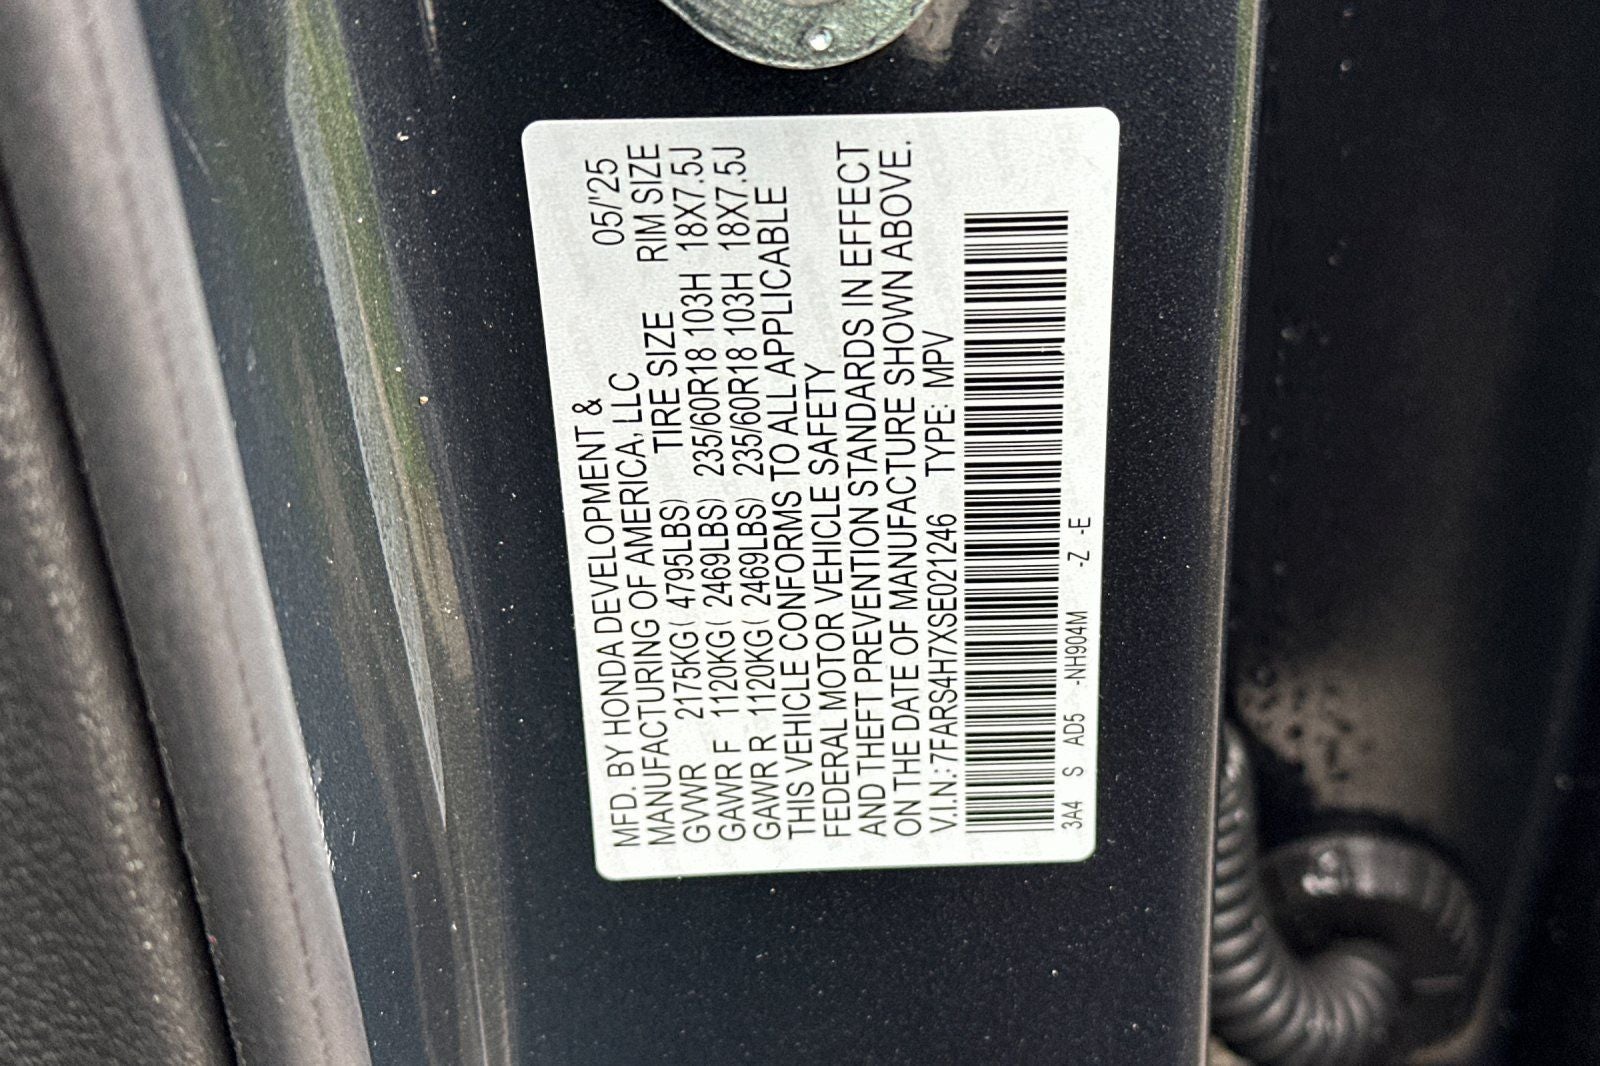 MFD. BY HONDA DEVELOPMENT & 05/'25
MANUFACTURING OF AMERICA, LLC
TIRE SIZE RIM SIZE
GVWR 2175KG( 4795LBS)
GAWR F 1120KG( 2469LBS) 235/60R18 103H 18X7.5J
GAWR R 1120KG( 2469LBS) 235/60R18 103H 18X7.5J
THIS VEHICLE CONFORMS TO ALL APPLICABLE
FEDERAL MOTOR VEHICLE SAFETY
AND THEFT PREVENTION STANDARDS IN EFFECT
ON THE DATE OF MANUFACTURE SHOWN ABOVE.
V.I.N.:7FARS4H7XSE021246 TYPE: MPV
3A4 S AD5 -NH904M -Z -E